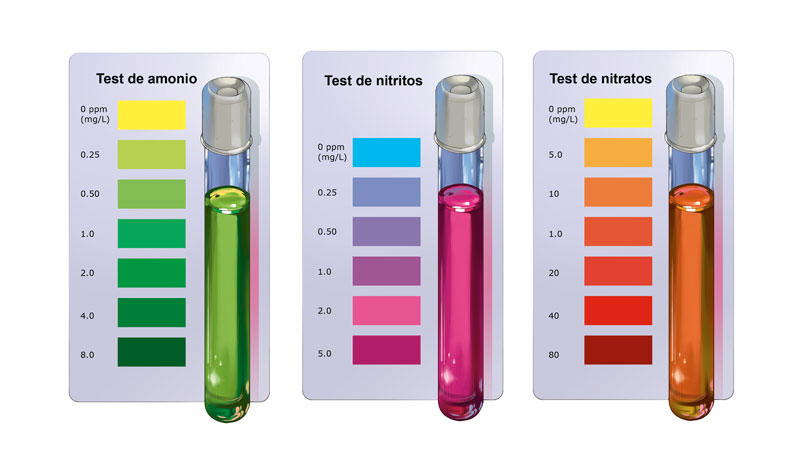 Test de amonio
0 ppm
(mg/L)
0.25
0.50
1.0
2.0
4.0
8.0
Test de nitritos
0 ppm
(mg/L)
0.25
0.50
1.0
2.0
5.0
Test de nitratos
0 ppm
(mg/L)
5.0
10
1.0
20
40
80